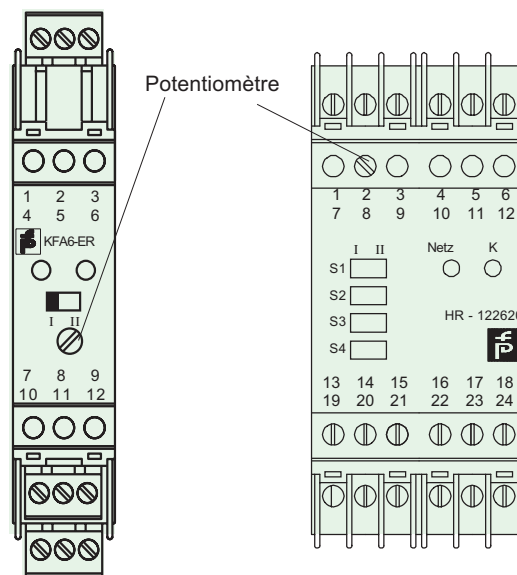 Potentiomètre
1 2 3
4 5 6
KFA6-ER
I II
7 8 9
10 11 12
1 2 3 4 5 6
7 8 9 10 11 12
I II
Netz K
S1
S2
S3
HR - 122620
S4
13 14 15 16 17 18
19 20 21 22 23 24